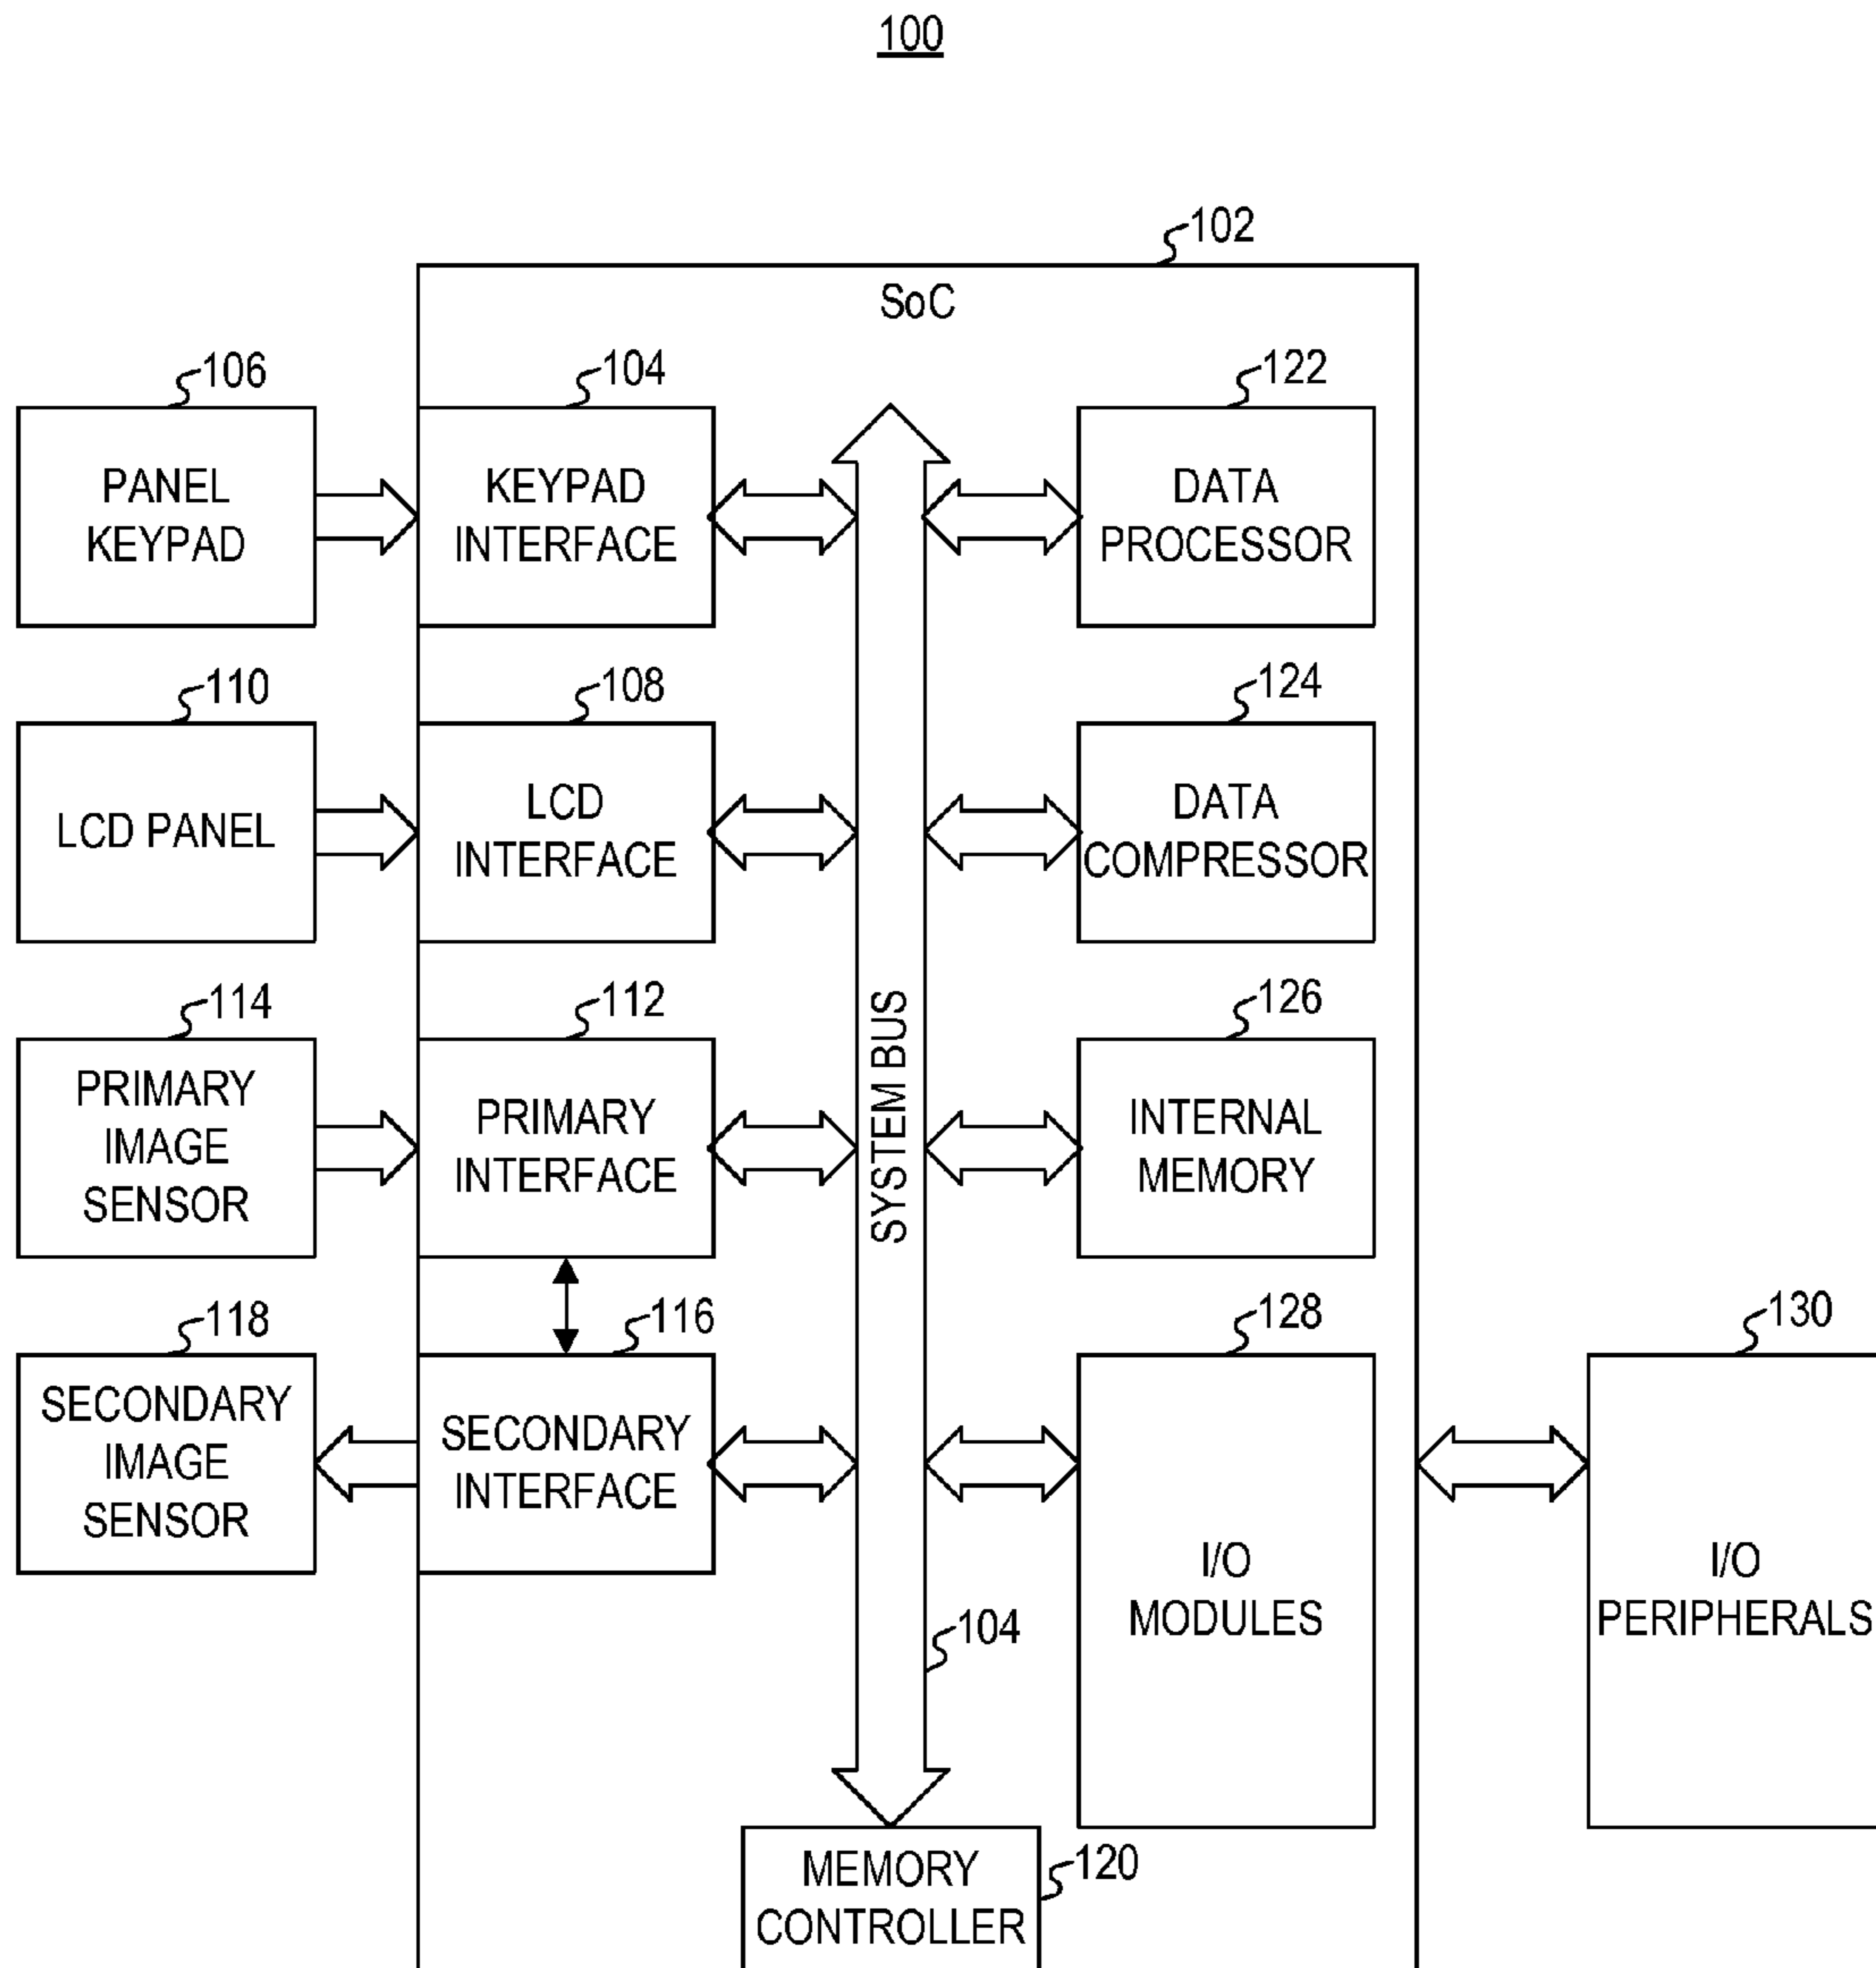 100
102
SoC
106
104
122
PANEL
KEYPAD
KEYPAD
INTERFACE
DATA
PROCESSOR
110
108
124
LCD PANEL
LCD
INTERFACE
DATA
COMPRESSOR
114
112
126
PRIMARY
IMAGE
SENSOR
PRIMARY
INTERFACE
SYSTEM BUS
INTERNAL
MEMORY
118
116
128
130
SECONDARY
IMAGE
SENSOR
SECONDARY
INTERFACE
I/O
MODULES
I/O
PERIPHERALS
104
MEMORY
CONTROLLER
120